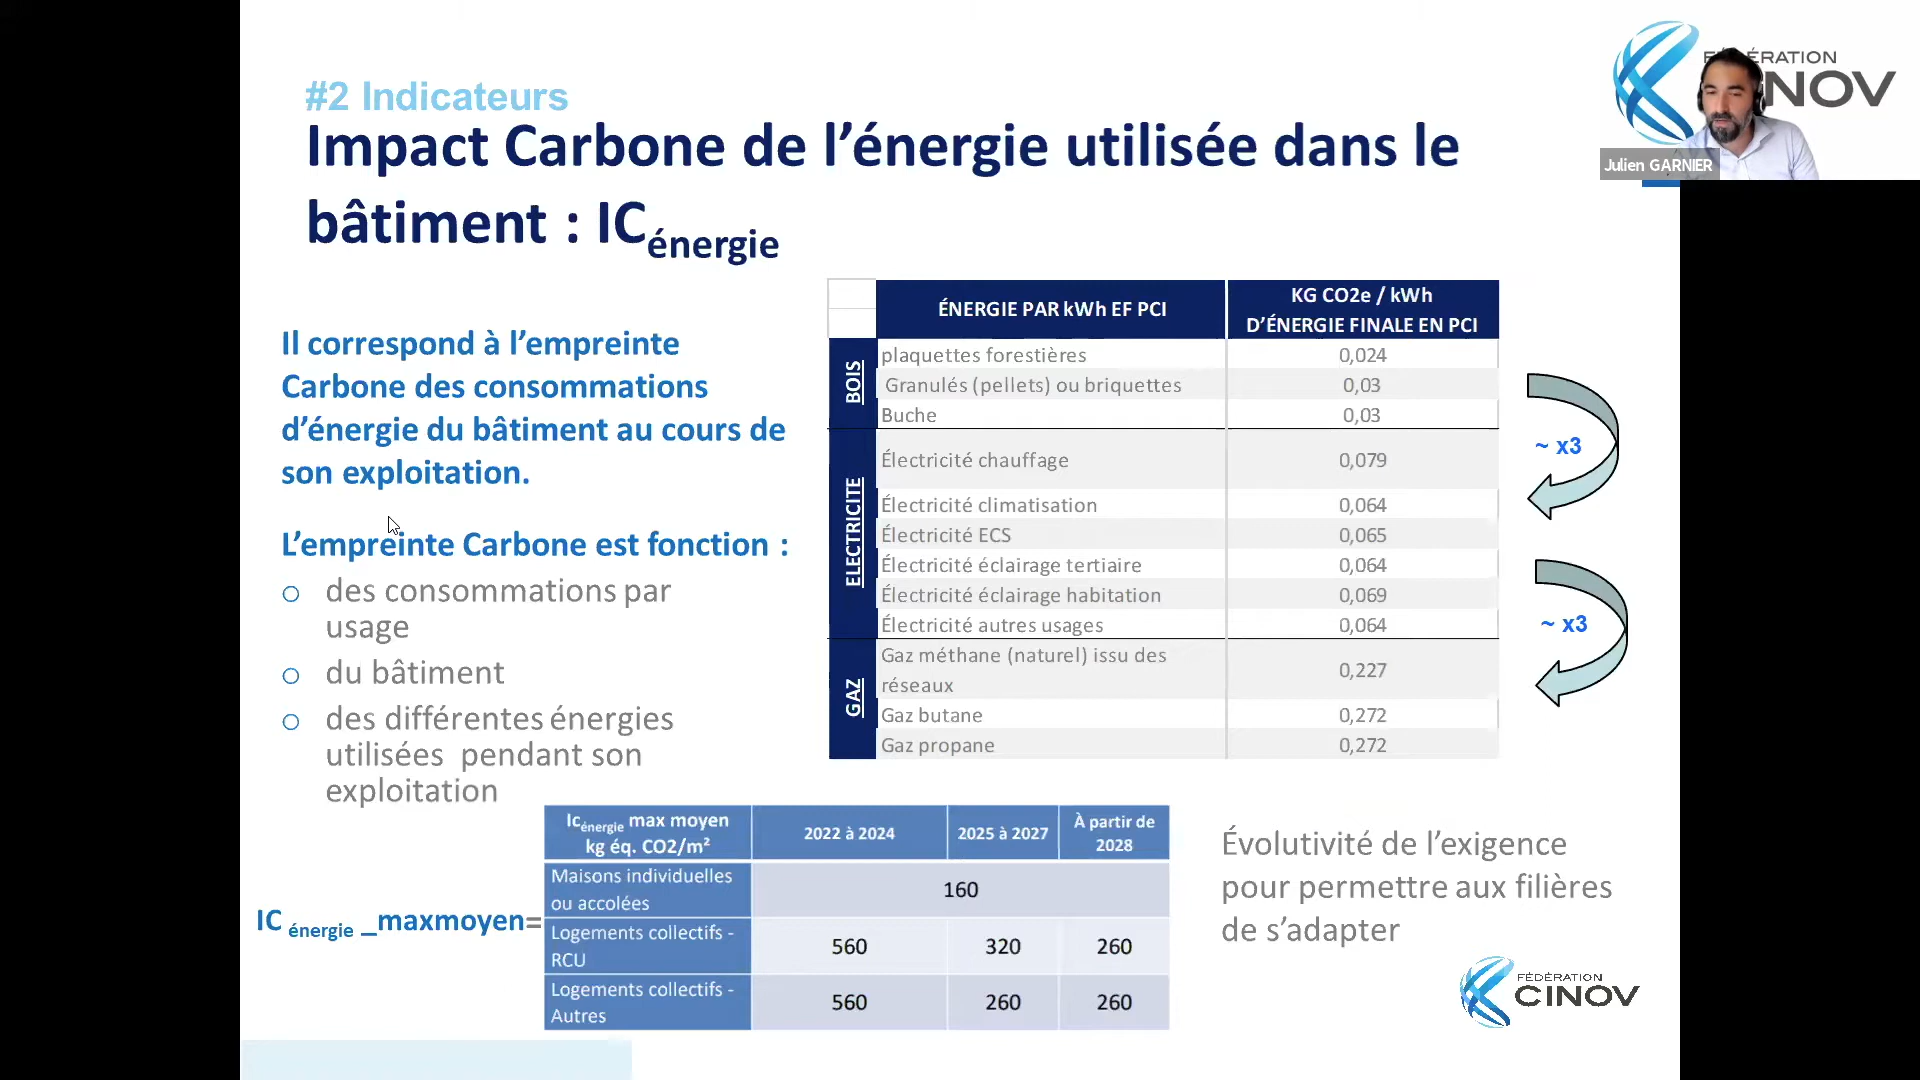 #2 Indicateurs
Impact Carbone de l’énergie utilisée dans le
bâtiment : ICénergie
FÉDÉRATION
CINOV
Julien GARNIER
Il correspond à l’empreinte
Carbone des consommations
d’énergie du bâtiment au cours de
son exploitation.
L’empreinte Carbone est fonction :
o des consommations par
usage
o du bâtiment
o des différentes énergies
utilisées pendant son
exploitation
ÉNERGIE PAR kWh EF PCI
KG CO2e / kWh
D’ÉNERGIE FINALE EN PCI
BOIS
plaquettes forestières 0,024
Granulés (pellets) ou briquettes 0,03
Buche 0,03
ELECTRICITE
Électricité chauffage 0,079
Électricité climatisation 0,064
Électricité ECS 0,065
Électricité éclairage tertiaire 0,064
Électricité éclairage habitation 0,069
Électricité autres usages 0,064
GAZ
Gaz méthane (naturel) issu des
réseaux 0,227
Gaz butane 0,272
Gaz propane 0,272
~ x3
~ x3
IC énergie _maxmoyen=
Icénergie max moyen
kg éq. CO2/m²
2022 à 2024
2025 à 2027
À partir de
2028
Maisons individuelles
ou accolées
160
Logements collectifs -
RCU
560 320 260
Logements collectifs -
Autres
560 260 260
Évolutivité de l’exigence
pour permettre aux filières
de s’adapter
FÉDÉRATION
CINOV